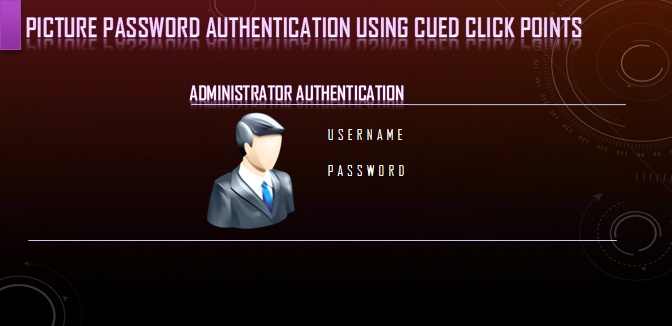 PICTURE PASSWORD AUTHENTICATION USING CUED CLICK POINTS
ADMINISTRATOR AUTHENTICATION
USERNAME
PASSWORD